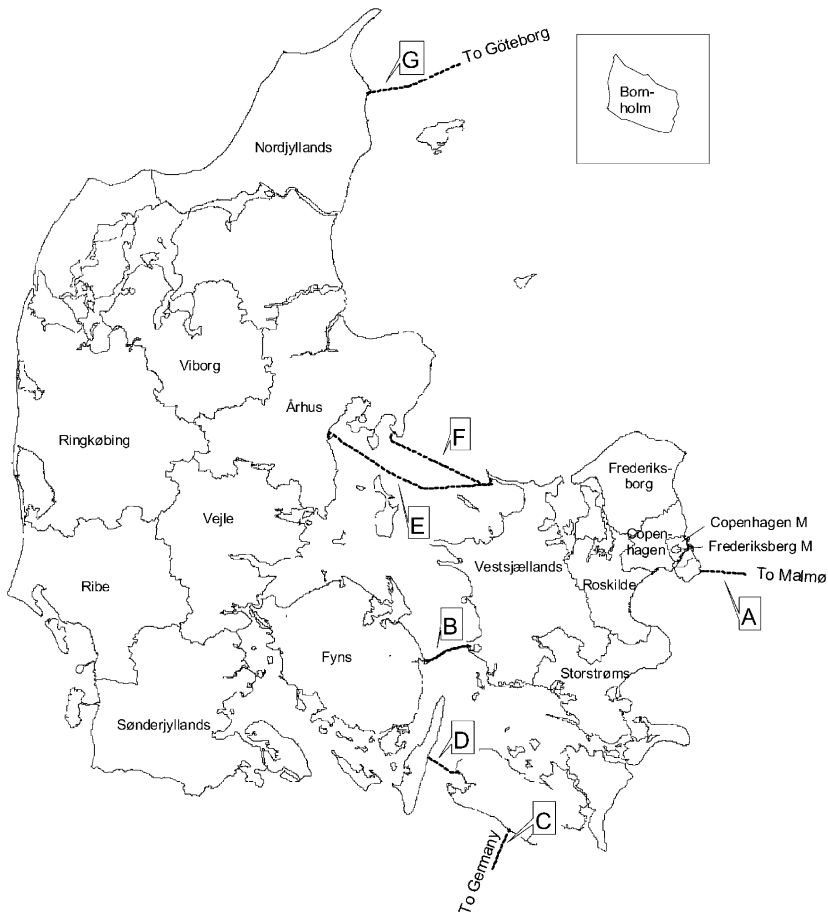 To Göteborg
G
Born-
holm
Nordjyllands
Viborg
Århus
Ringkøbing
F
Frederiks-
borg
E
Vejle
Copenhagen M
Copen-
hagen
Frederiksberg M
Vestsjællands
To Malmø
Ribe
Roskilde
A
B
Fyns
Storstrøms
Sønderjyllands
D
C
To Germany